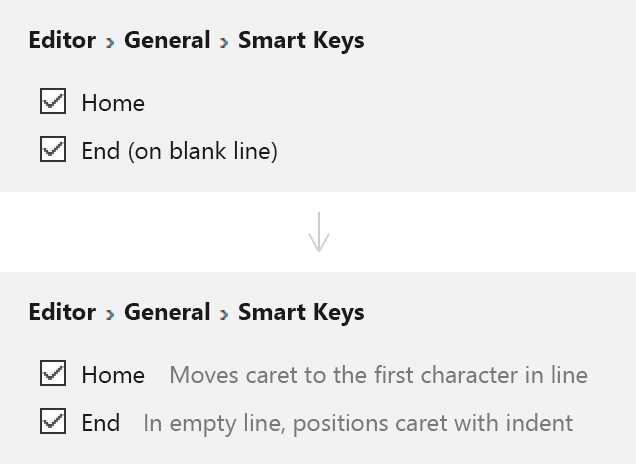 Editor › General › Smart Keys
Home
End (on blank line)
Editor › General › Smart Keys
Home Moves caret to the first character in line
End In empty line, positions caret with indent